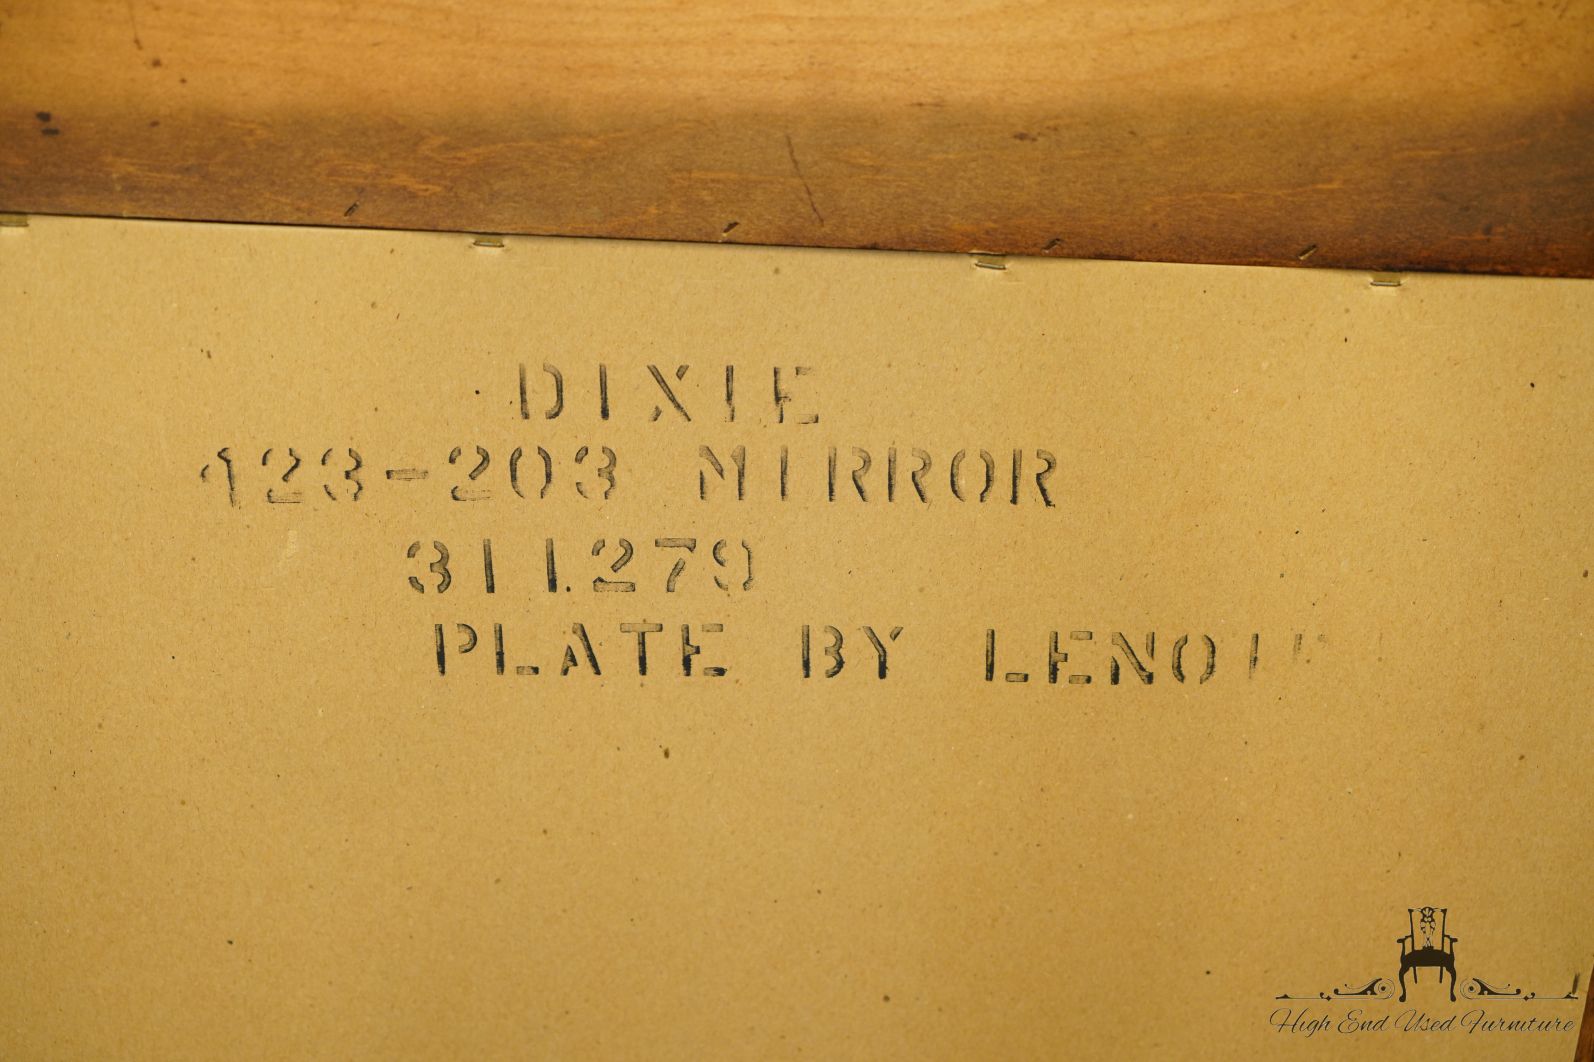 DIXIE
423-203 MIRROR
311279
PLATE BY
High End Used Furniture